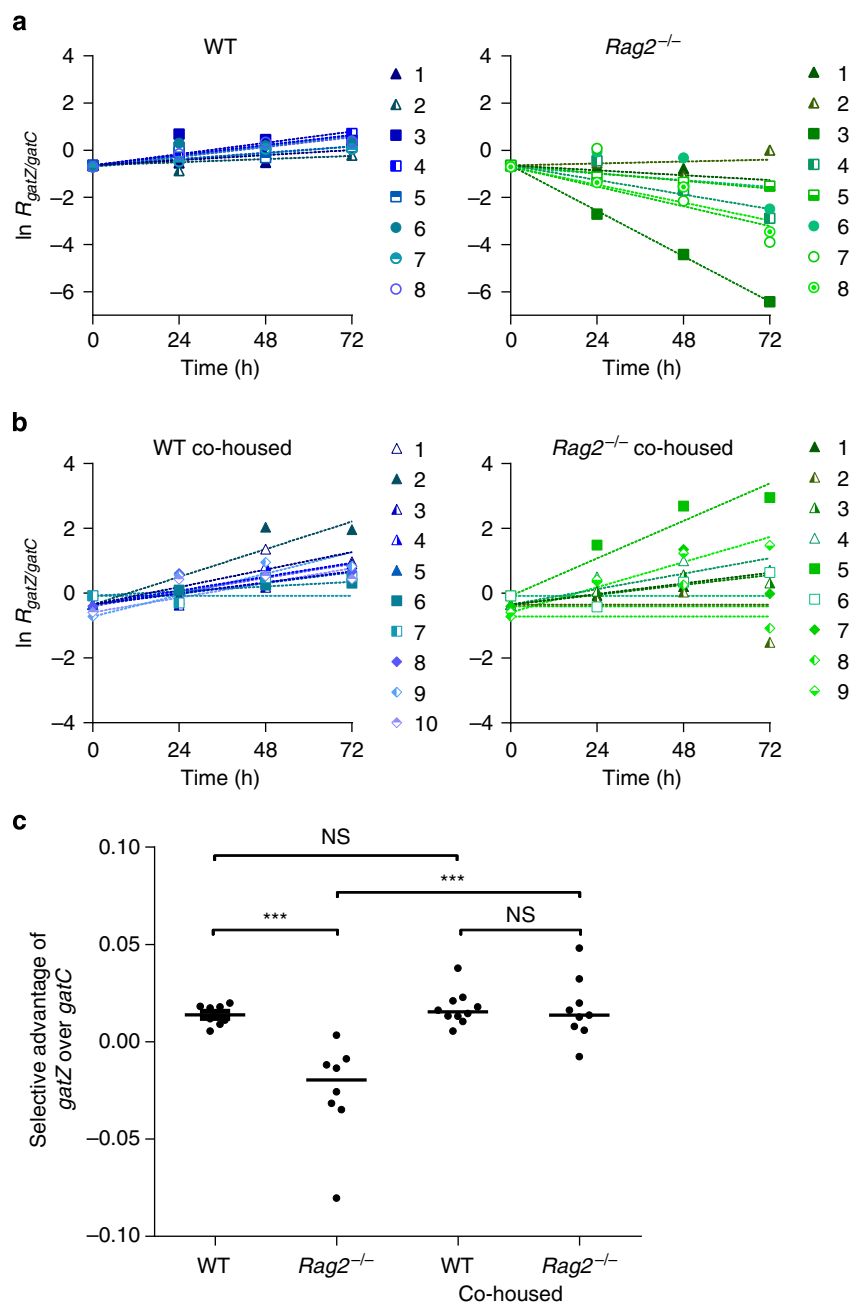 a
WT
Rag2−/−
4
2
0
−2
−4
−6
ln RgatZ/gatC
0 24 48 72
Time (h)
1
2
3
4
5
6
7
8
4
2
0
−2
−4
−6
0 24 48 72
Time (h)
1
2
3
4
5
6
7
8
b
WT co-housed
Rag2−/− co-housed
4
2
0
−2
−4
ln RgatZ/gatC
0 24 48 72
Time (h)
1
2
3
4
5
6
7
8
9
10
4
2
0
−2
−4
0 24 48 72
Time (h)
1
2
3
4
5
6
7
8
9
c
NS
***
***
NS
0.10
0.05
0.00
−0.05
−0.10
Selective advantage of
gatZ over gatC
WT Rag2−/− WT Rag2−/−
Co-housed